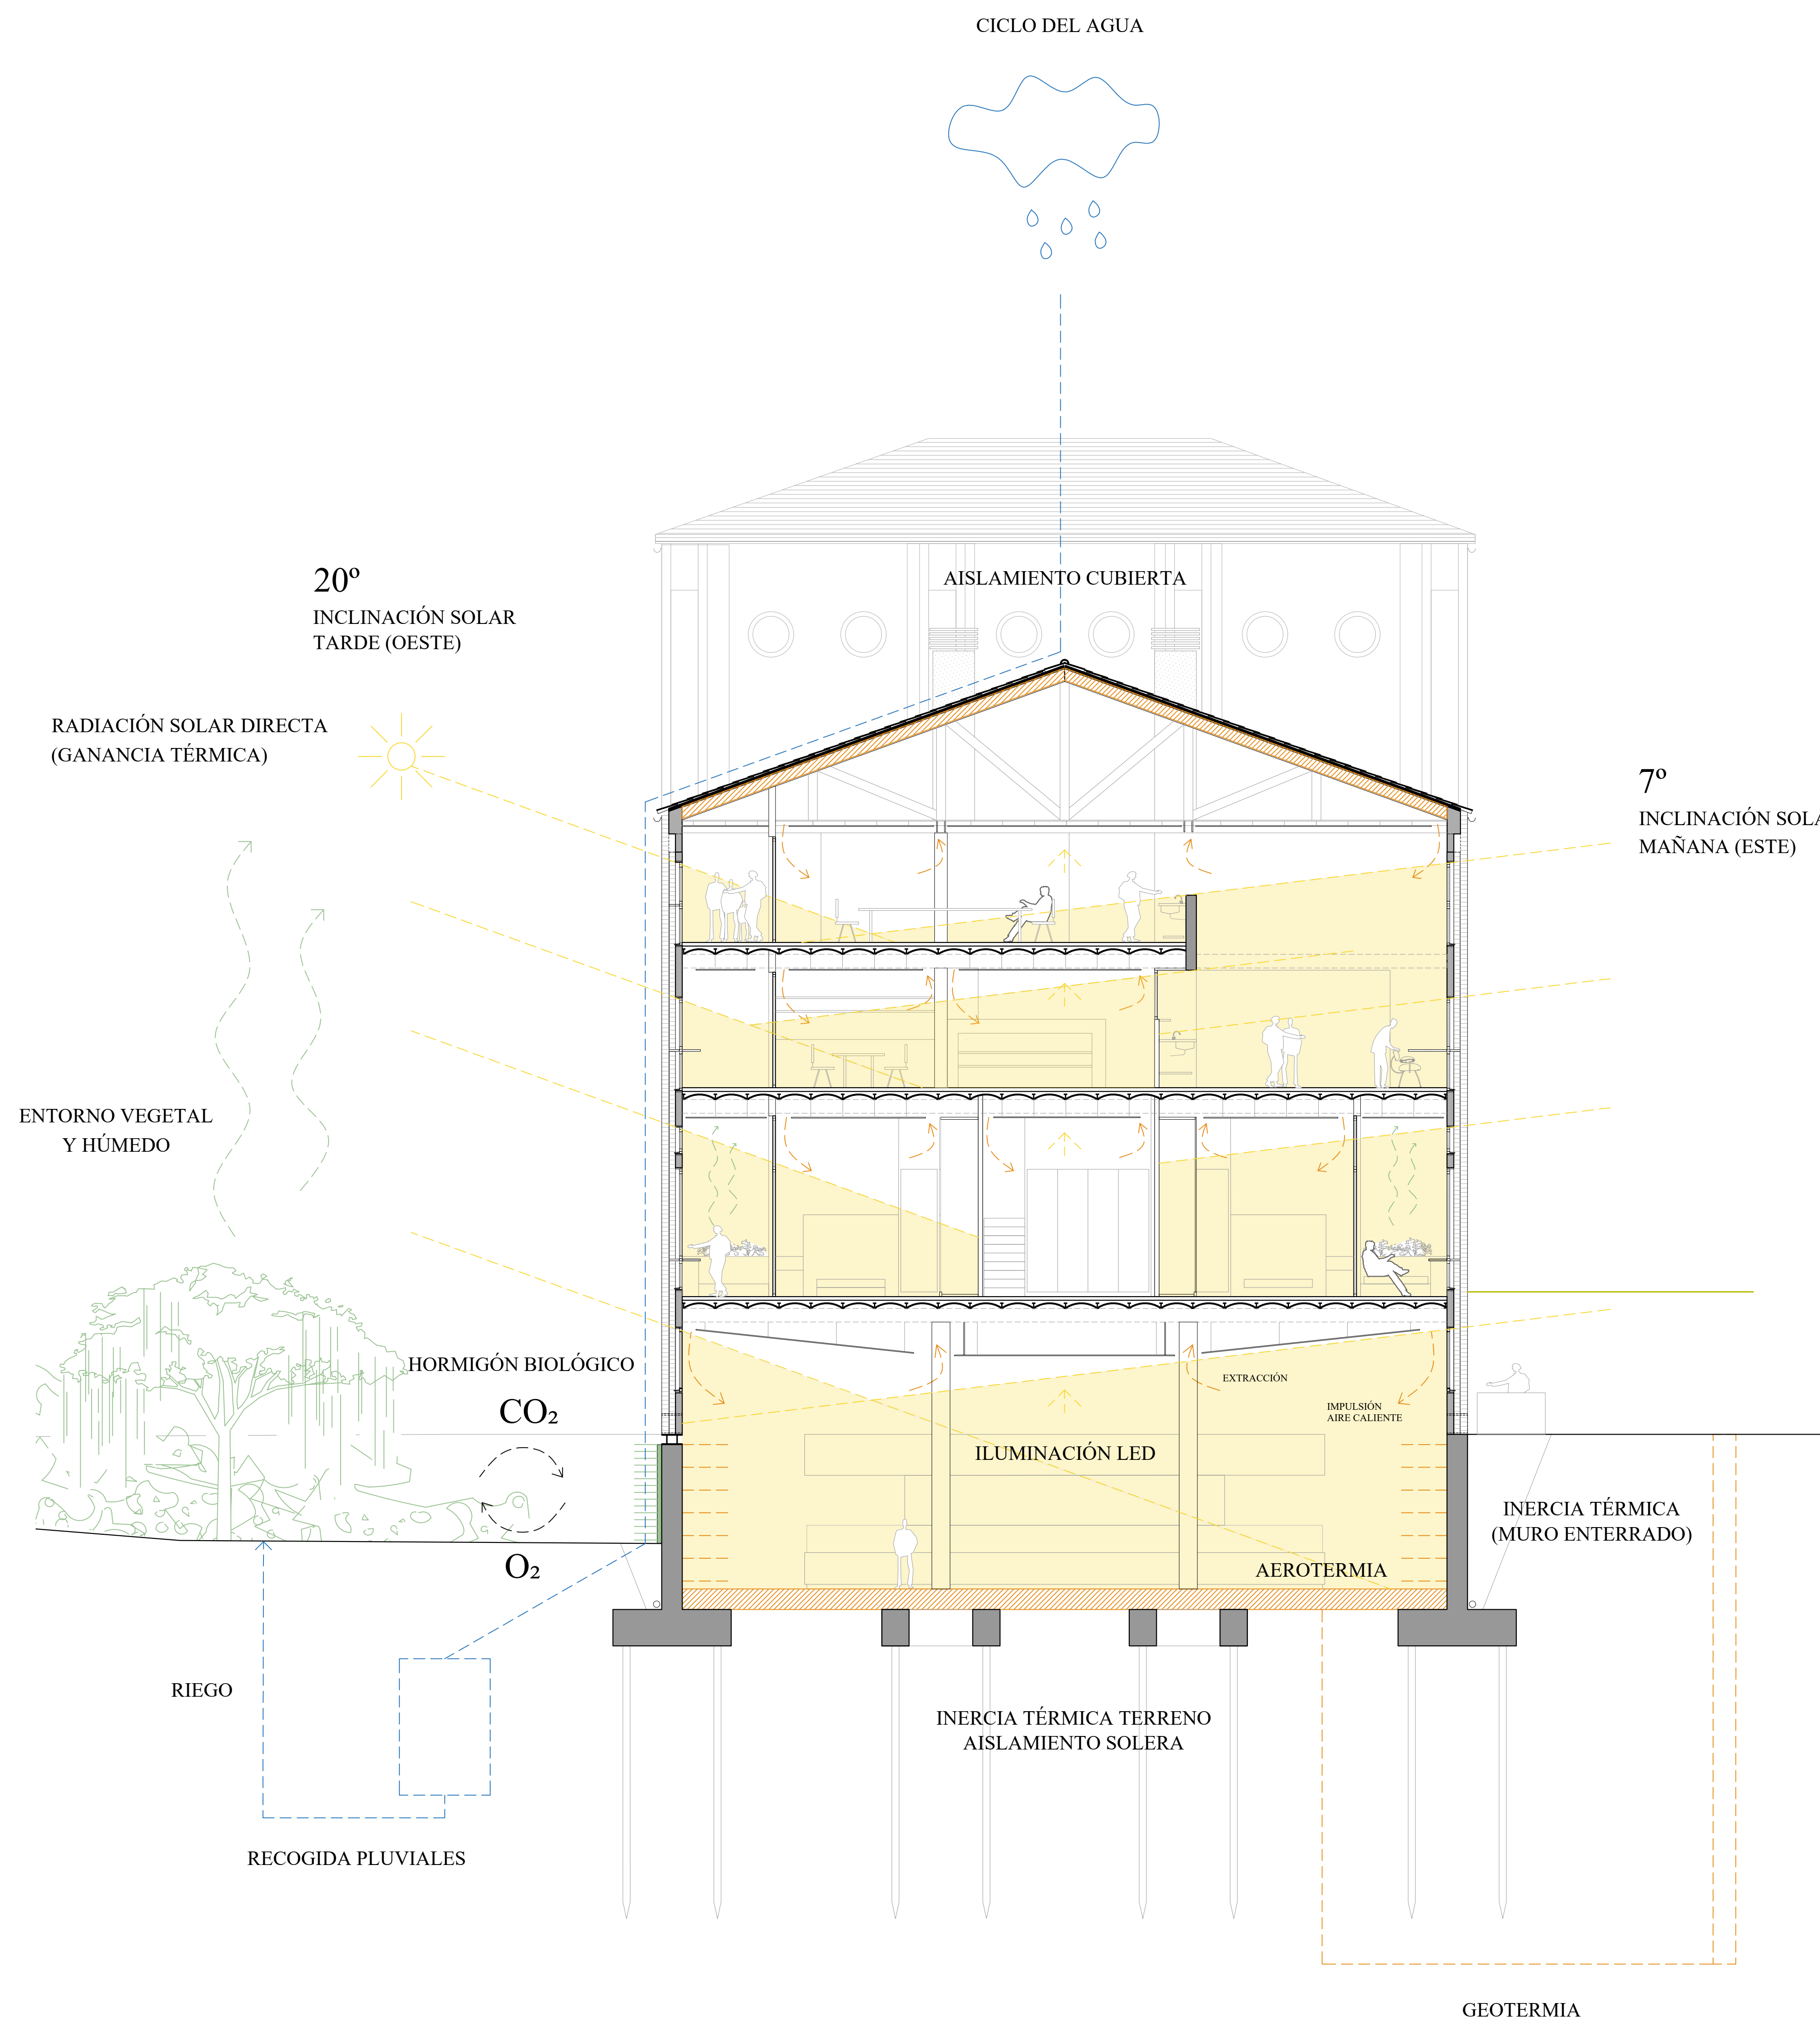 CICLO DEL AGUA
AISLAMIENTO CUBIERTA
20º
INCLINACIÓN SOLAR
TARDE (OESTE)
RADIACIÓN SOLAR DIRECTA
(GANANCIA TÉRMICA)
7º
INCLINACIÓN SOLA
MAÑANA (ESTE)
ENTORNO VEGETAL
Y HÚMEDO
HORMIGÓN BIOLÓGICO
CO₂
O₂
EXTRACCIÓN
IMPULSIÓN
AIRE CALIENTE
ILUMINACIÓN LED
AEROTERMIA
INERCIA TÉRMICA
(MURO ENTERRADO)
RIEGO
INERCIA TÉRMICA TERRENO
AISLAMIENTO SOLERA
RECOGIDA PLUVIALES
GEOTERMIA